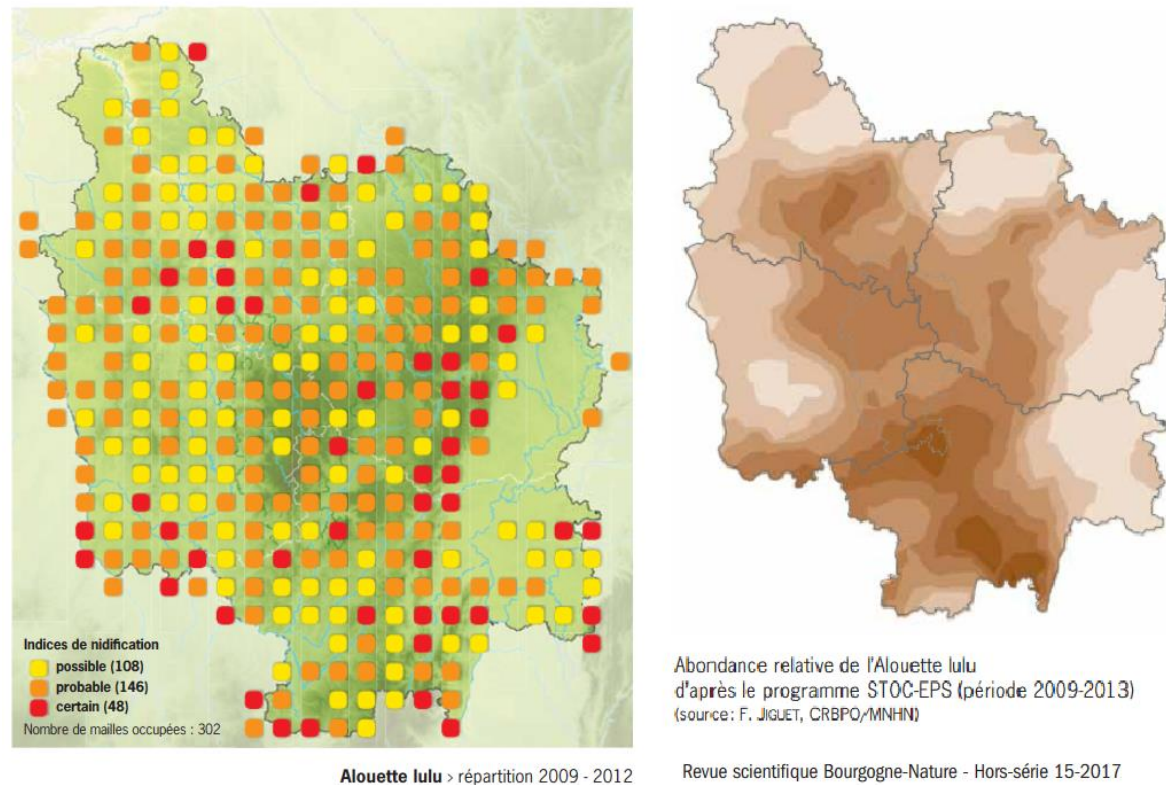 Indices de nidification
possible (108)
probable (146)
certain (48)
Nombre de mailles occupées : 302
Alouette lulu > répartition 2009 - 2012
Abondance relative de l'Alouette lulu
d'après le programme STOC-EPS (période 2009-2013)
(source: F. JIGUET, CRBPO/MNHN)
Revue scientifique Bourgogne-Nature - Hors-série 15-2017